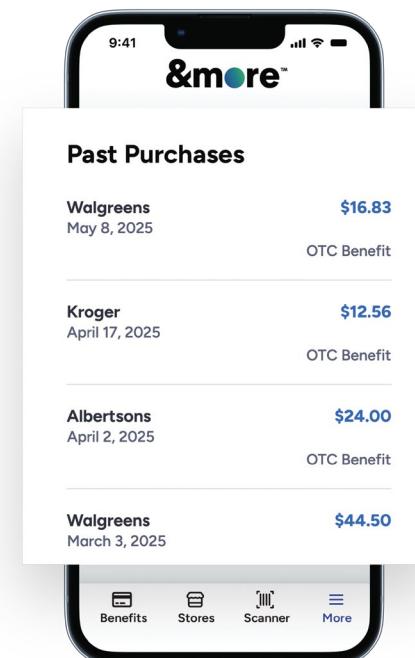 9:41
&more™
Past Purchases
Walgreens $16.83
May 8, 2025
OTC Benefit
Kroger $12.56
April 17, 2025
OTC Benefit
Albertsons $24.00
April 2, 2025
OTC Benefit
Walgreens $44.50
March 3, 2025
Benefits Stores Scanner More